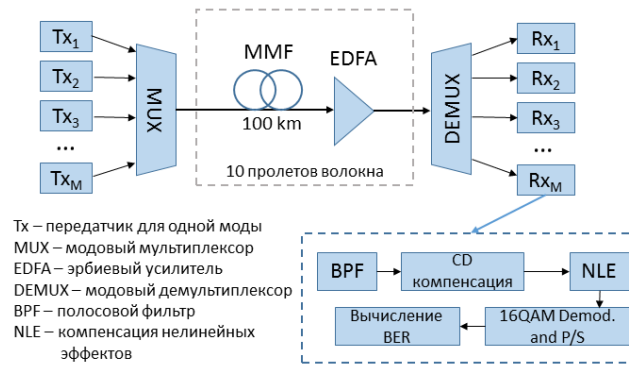 Tx1
Tx2
Tx3
...
TxM
MUX
MMF
100 km
EDFA
10 пролетов волокна
DEMUX
Rx1
Rx2
Rx3
...
RxM
Tx – передатчик для одной моды
MUX – модовый мультиплексор
EDFA – эрбиевый усилитель
DEMUX – модовый демультиплексор
BPF – полосовой фильтр
NLE – компенсация нелинейных
эффектов
BPF
CD
компенсация
NLE
Вычисление
BER
16QAM Demod.
and P/S